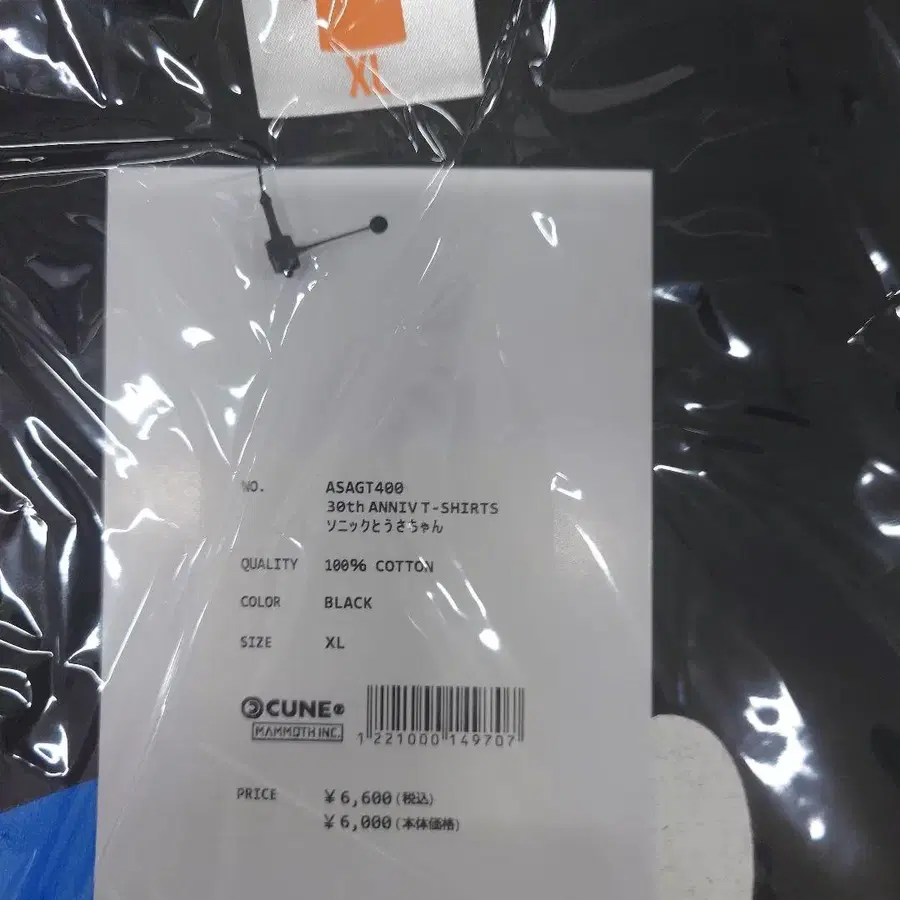 XL
NO. ASAGT400
30th ANNIV T-SHIRTS
ソニックとうさちゃん
QUALITY 100% COTTON
COLOR BLACK
SIZE XL
CUNE®
MAMMOTH INC.
1 221000 149707
PRICE ¥6,600(税込)
¥6,000(本体価格)